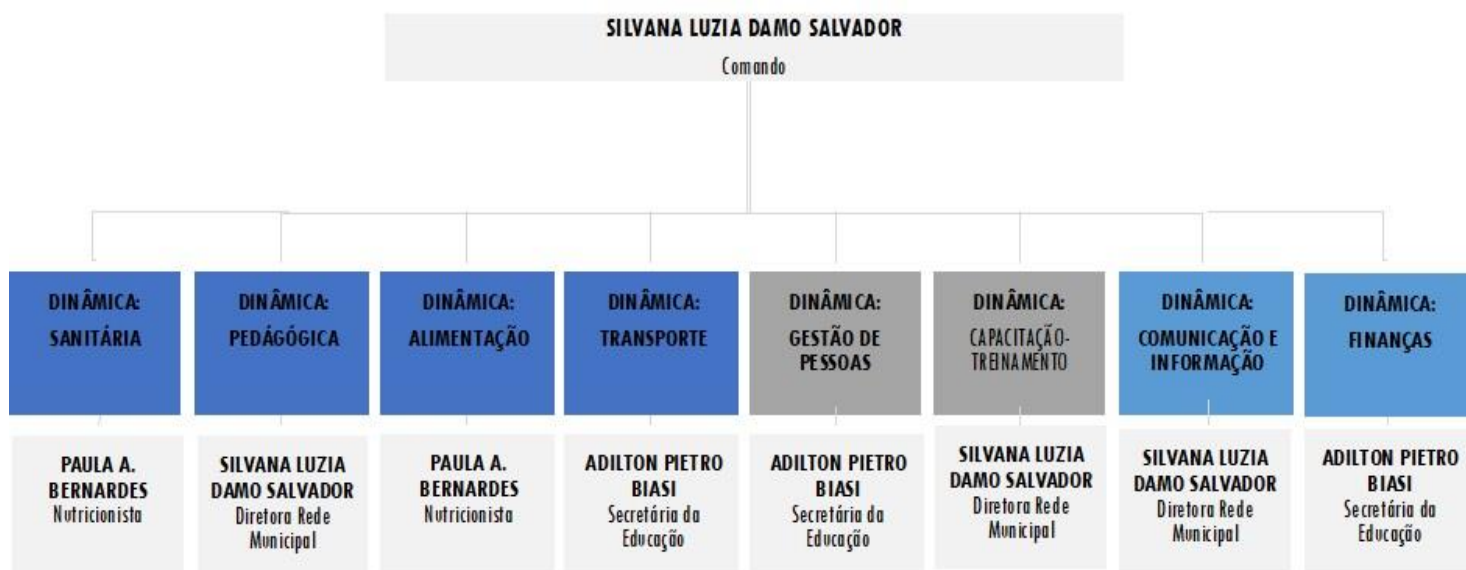 SILVANA LUZIA DAMO SALVADOR
Comando
DINÂMICA:
SANITÁRIA
DINÂMICA:
PEDÁGÓGICA
DINÂMICA:
ALIMENTAÇÃO
DINÂMICA:
TRANSPORTE
DINÂMICA:
GESTÃO DE
PESSOAS
DINÂMICA:
CAPACITAÇÃO-
TREINAMENTO
DINÂMICA:
COMUNICAÇÃO E
INFORMAÇÃO
DINÂMICA:
FINANÇAS
PAULA A.
BERNARDES
Nutricionista
SILVANA LUZIA
DAMO SALVADOR
Diretora Rede
Municipal
PAULA A.
BERNARDES
Nutricionista
ADILTON PIETRO
BIASI
Secretária da
Educação
ADILTON PIETRO
BIASI
Secretária da
Educação
SILVANA LUZIA
DAMO SALVADOR
Diretora Rede
Municipal
SILVANA LUZIA
DAMO SALVADOR
Diretora Rede
Municipal
ADILTON PIETRO
BIASI
Secretária da
Educação